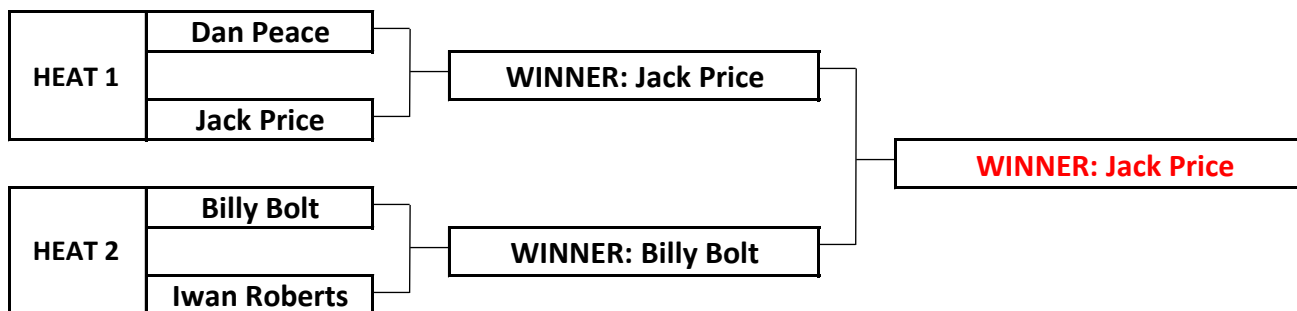 Dan Peace
HEAT 1
WINNER: Jack Price
Jack Price
WINNER: Jack Price
Billy Bolt
HEAT 2
WINNER: Billy Bolt
Iwan Roberts